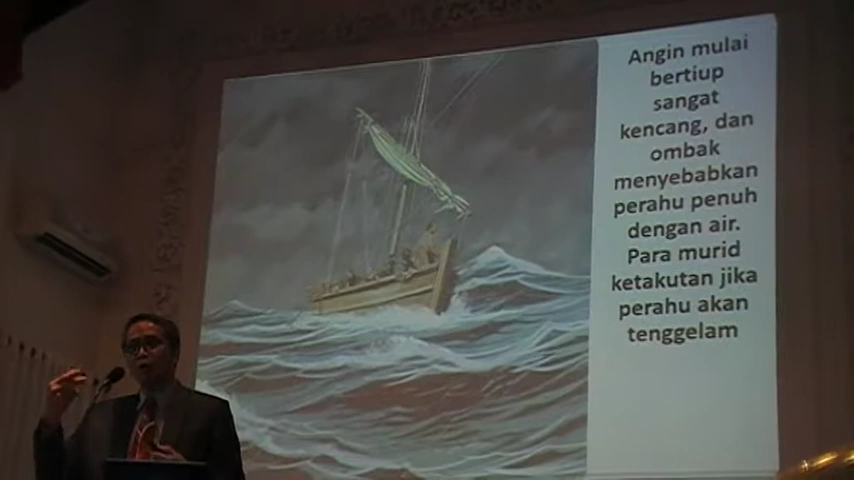 Angin mulai
bertiup
sangat
kencang, dan
ombak
menyebabkan
perahu penuh
dengan air.
Para murid
ketakutan jika
perahu akan
tenggelam